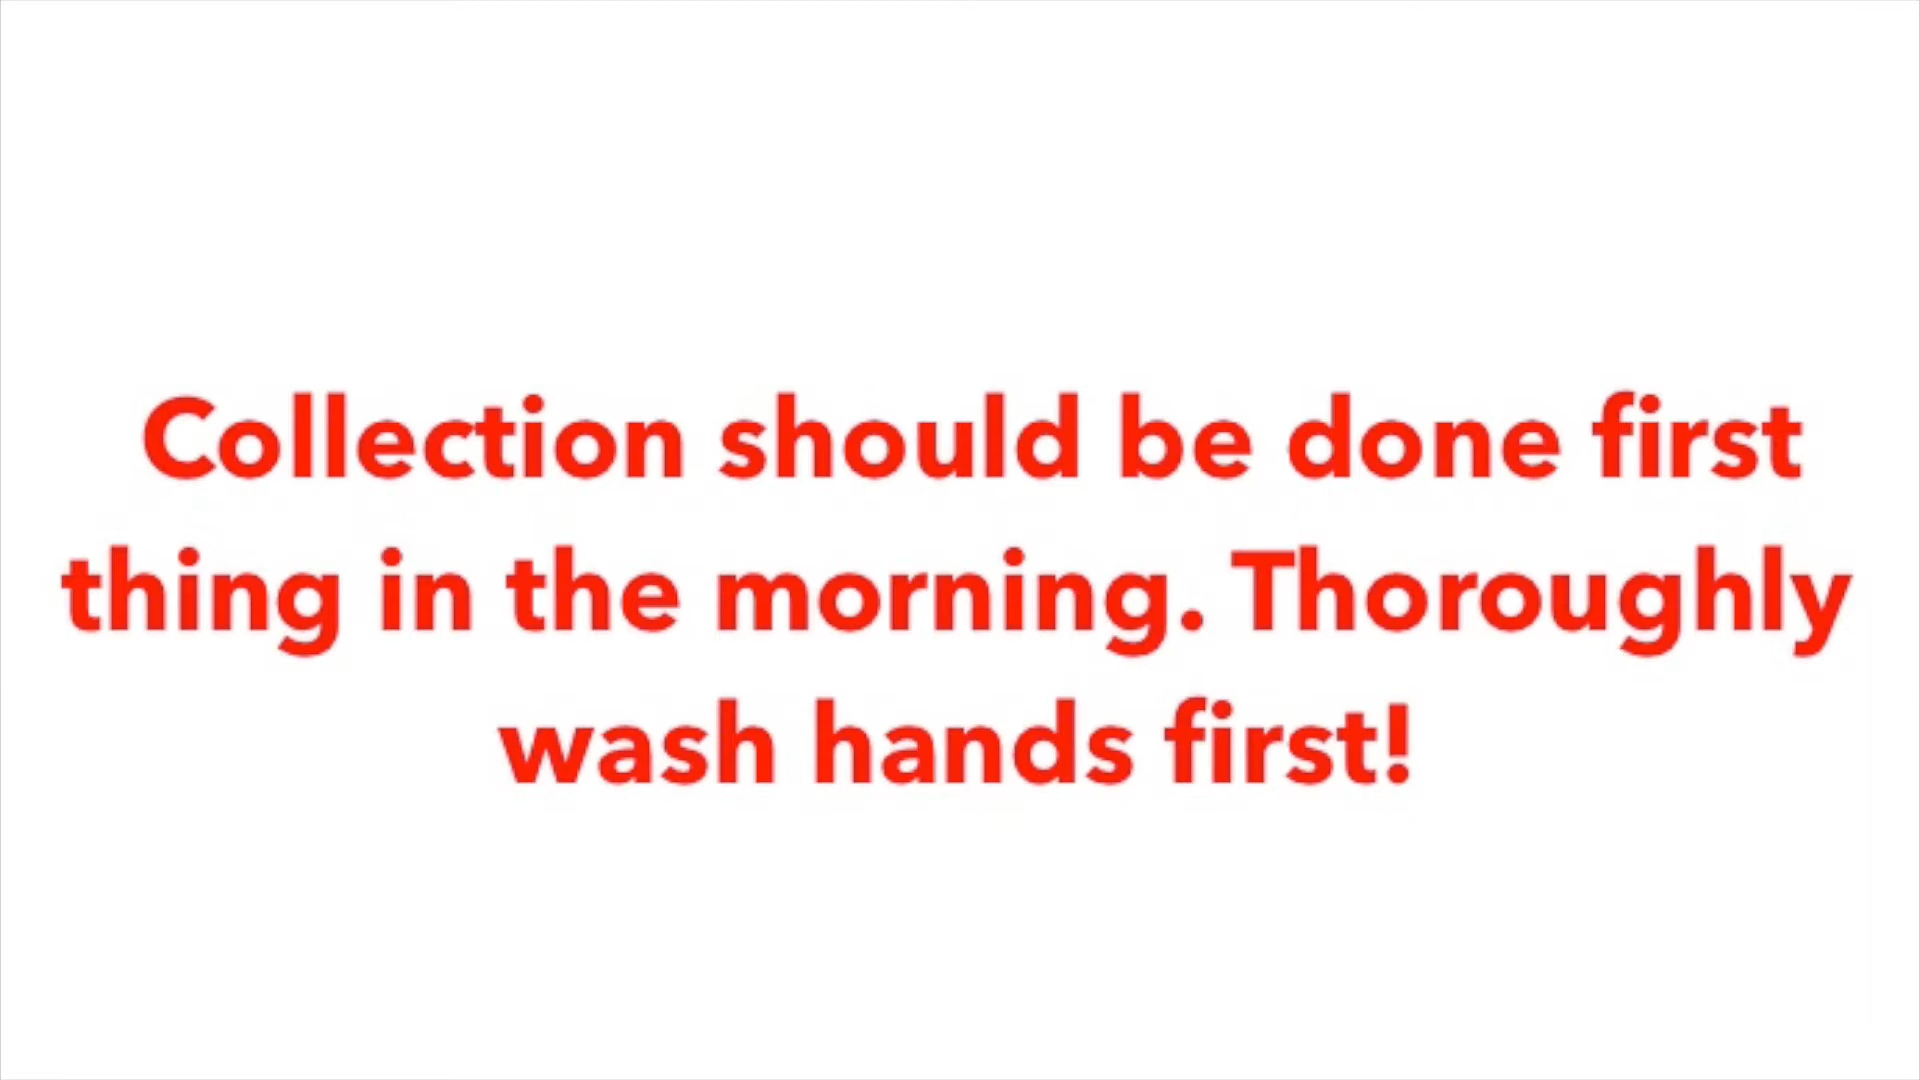 Collection should be done first
thing in the morning. Thoroughly
wash hands first!